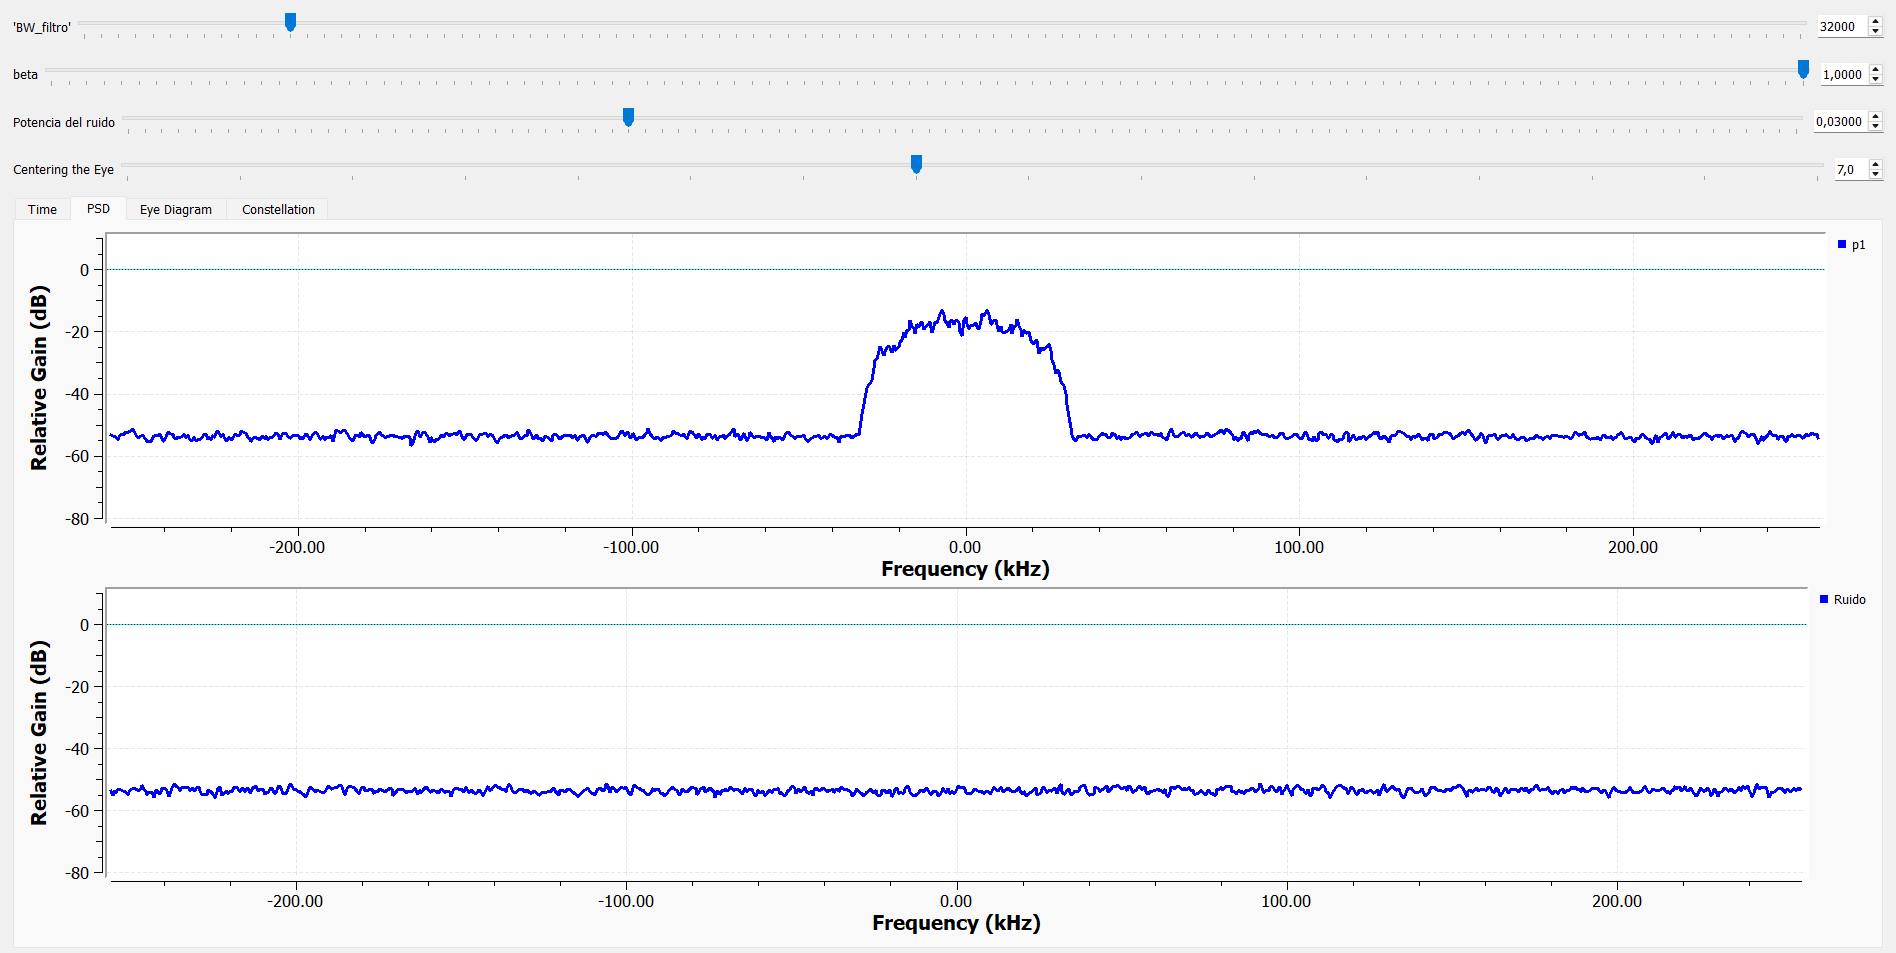 'BW_filtro' 32000
beta 1,0000
Potencia del ruido 0,03000
Centering the Eye 7,0
Time PSD Eye Diagram Constellation
p1
Relative Gain (dB)
0
-20
-40
-60
-80
-200.00 -100.00 0.00 100.00 200.00
Frequency (kHz)
Ruido
Relative Gain (dB)
0
-20
-40
-60
-80
-200.00 -100.00 0.00 100.00 200.00
Frequency (kHz)